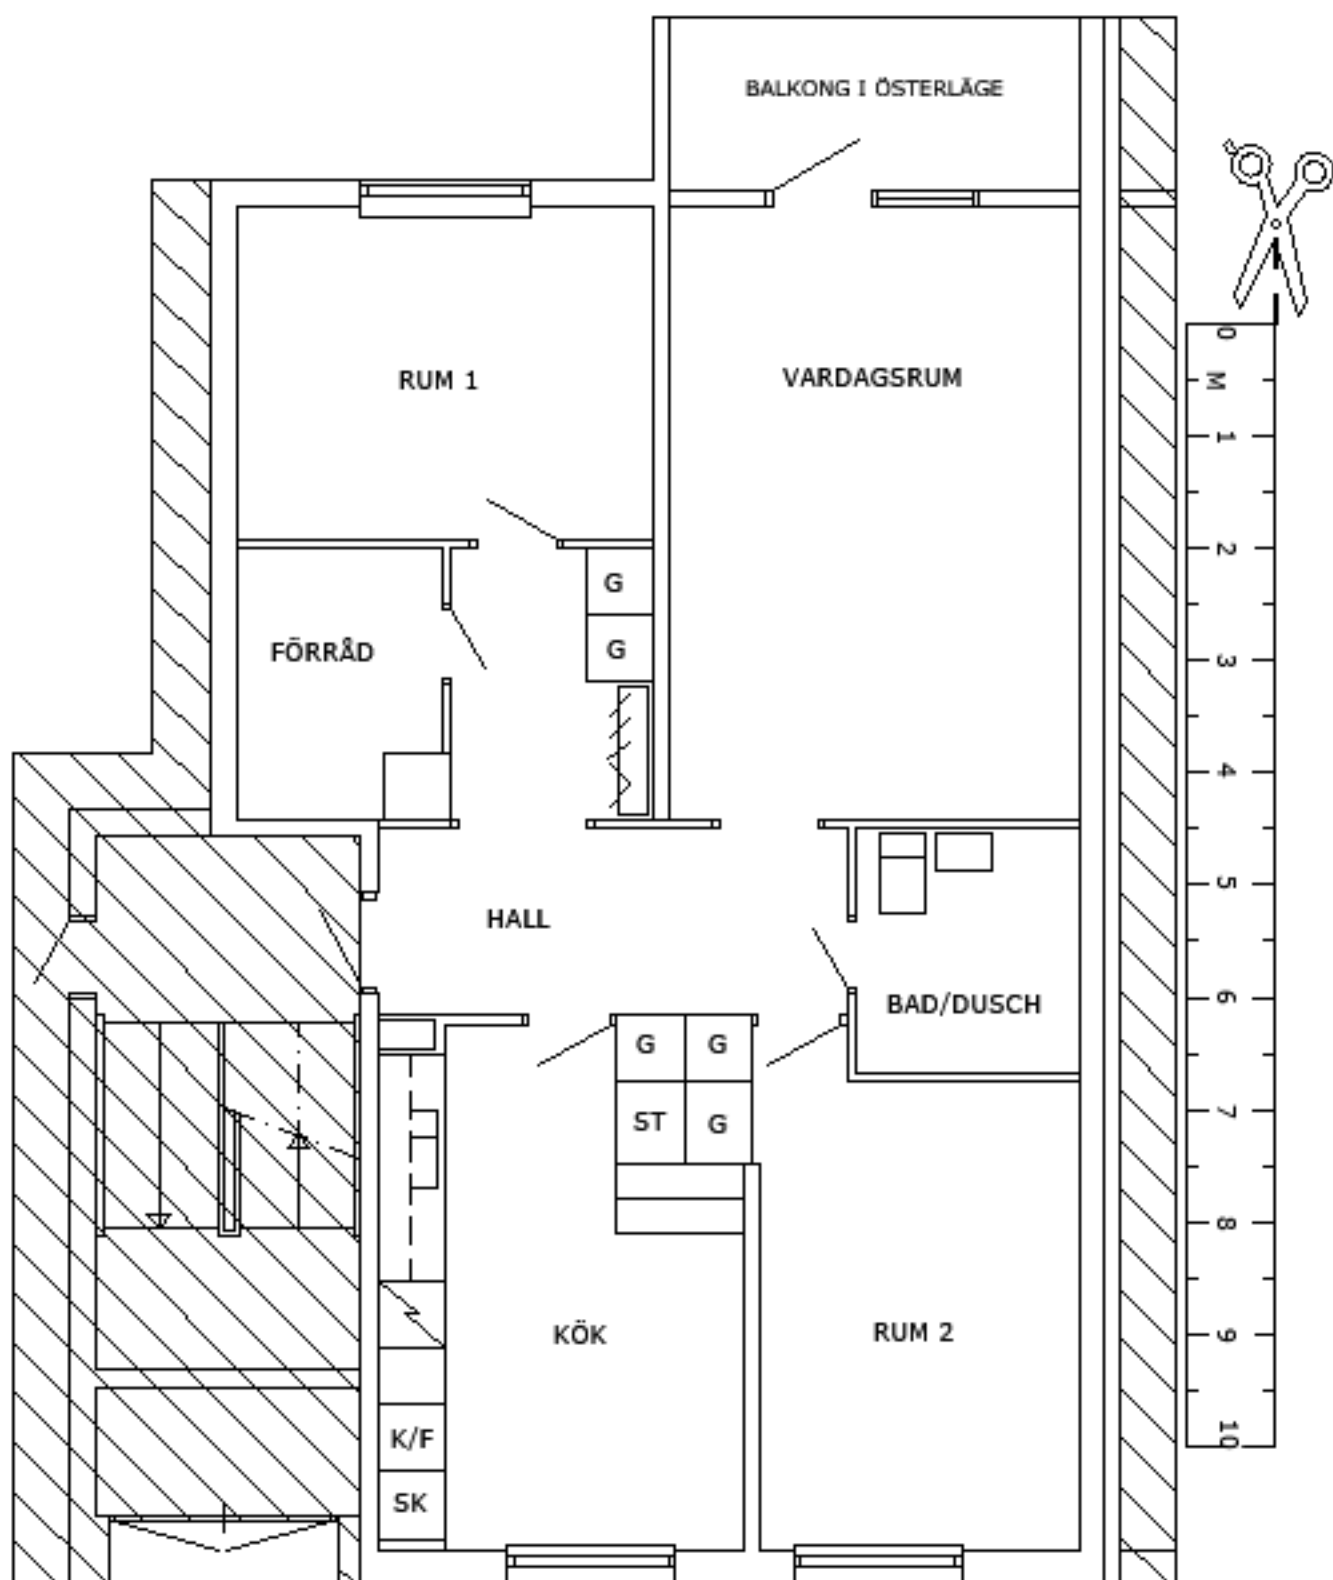 BALKONG I ÖSTERLÄGE
RUM 1
VARDAGSRUM
G
G
FÖRRÅD
HALL
BAD/DUSCH
G
G
ST
G
KÖK
RUM 2
K/F
SK
0
M
1
2
3
4
5
6
7
8
9
10